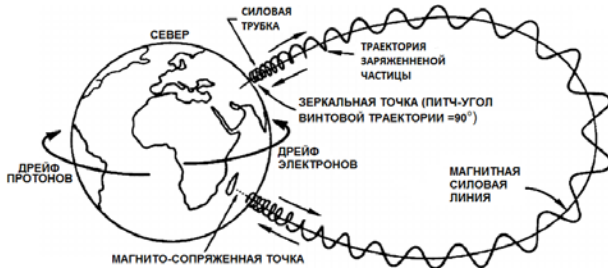 СЕВЕР
СИЛОВАЯ
ТРУБКА
ТРАЕКТОРИЯ
ЗАРЯЖЕННЕНОЙ
ЧАСТИЦЫ
ЗЕРКАЛЬНАЯ ТОЧКА (ПИТЧ-УГОЛ
ВИНТОВОЙ ТРАЕКТОРИИ =90°)
ДРЕЙФ
ПРОТОНОВ
ДРЕЙФ
ЭЛЕКТРОНОВ
МАГНИТНАЯ
СИЛОВАЯ
ЛИНИЯ
МАГНИТО-СОПРЯЖЕННАЯ ТОЧКА